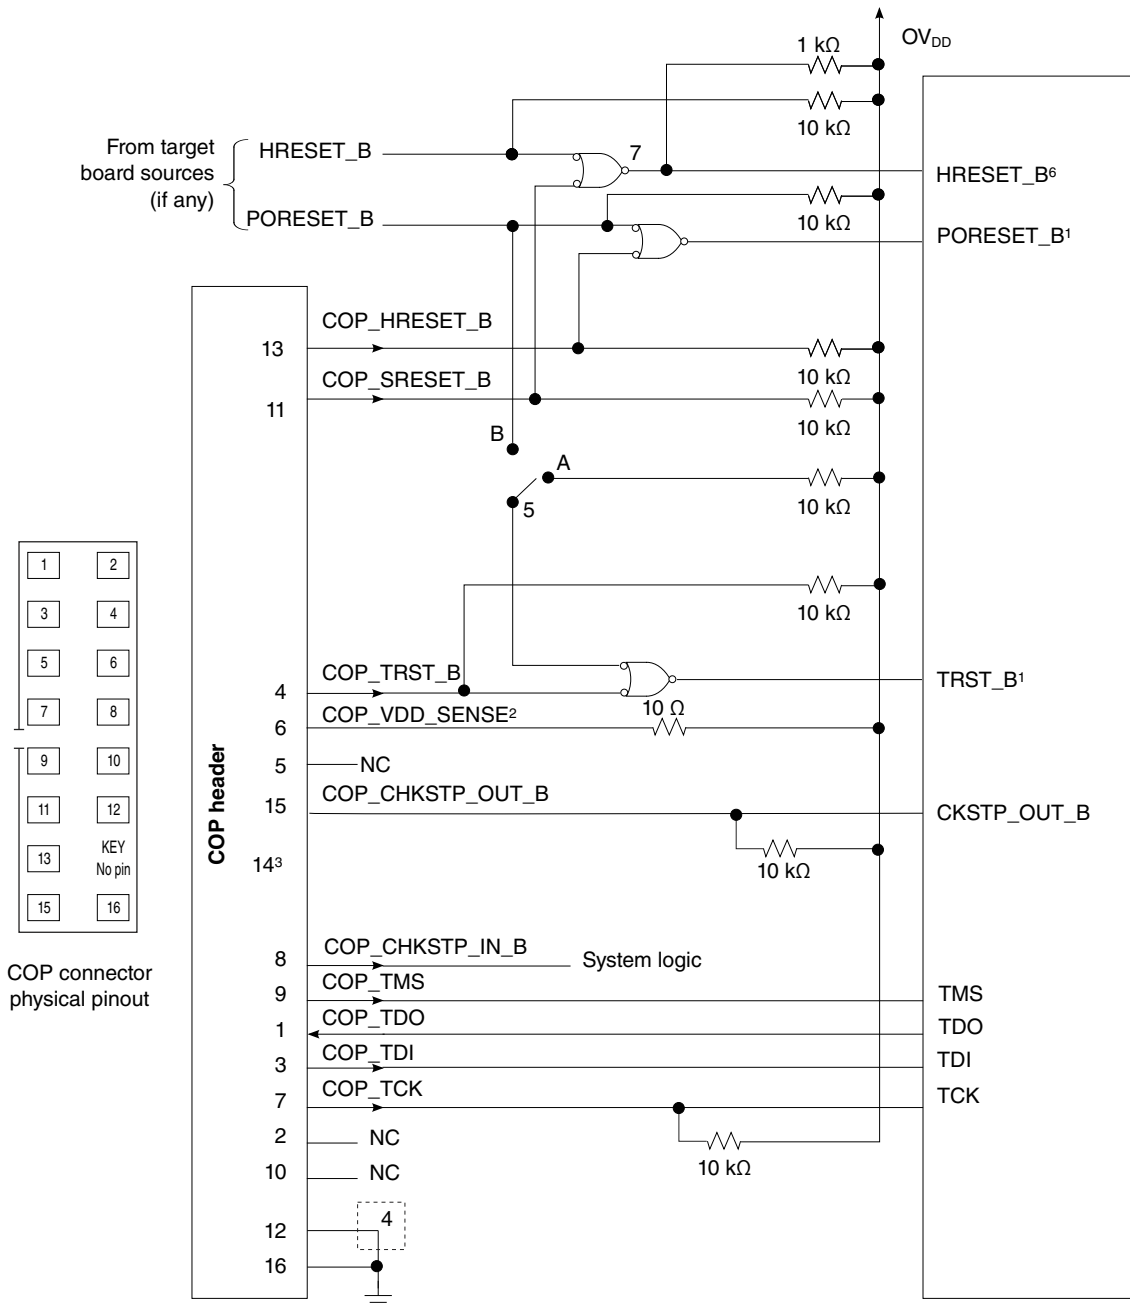 OVDD
1 kΩ
10 kΩ
From target
board sources
(if any)
HRESET_B
7
HRESET_B6
PORESET_B
10 kΩ
PORESET_B1
COP_HRESET_B
13
10 kΩ
COP_SRESET_B
11
10 kΩ
B
A
5
10 kΩ
10 kΩ
COP_TRST_B
4
TRST_B1
10 Ω
COP_VDD_SENSE2
6
5
NC
COP_CHKSTP_OUT_B
15
CKSTP_OUT_B
10 kΩ
143
COP header
COP_CHKSTP_IN_B
8
System logic
COP_TMS
9
TMS
COP_TDO
1
TDO
COP_TDI
3
TDI
COP_TCK
7
TCK
10 kΩ
2
NC
10
NC
4
12
16
1 2
3 4
5 6
7 8
9 10
11 12
13 KEY
No pin
15 16
COP connector
physical pinout